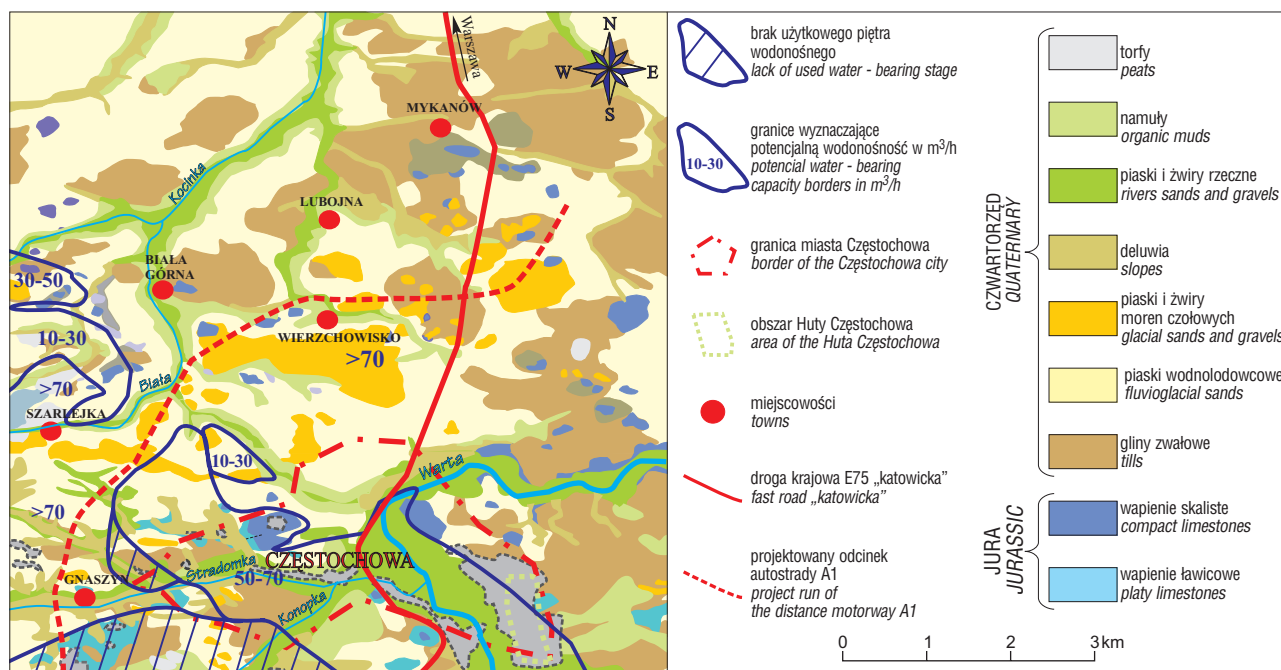 N
W
E
S
Warszawa
MYKANÓW
Kocinka
LUBOJNA
BIAŁA
GÓRNA
30-50
10-30
WIERZCHOWISKO
>70
>70
Biała
SZARLEJKA
10-30
Warta
>70
CZĘSTOCHOWA
Stradomka
50-70
GNASZYN
Konopka
brak użytkowego piętra
wodonośnego
lack of used water - bearing stage
10-30
granice wyznaczające
potencjalną wodonośność w m³/h
potencial water - bearing
capacity borders in m³/h
granica miasta Częstochowa
border of the Częstochowa city
obszar Huty Częstochowa
area of the Huta Częstochowa
miejscowości
towns
droga krajowa E75 „katowicka”
fast road „katowicka”
projektowany odcinek
autostrady A1
project run of
the distance motorway A1
CZWARTORZĘD
QUATERNARY
torfy
peats
namuły
organic muds
piaski i żwiry rzeczne
rivers sands and gravels
deluwia
slopes
piaski i żwiry
moren czołowych
glacial sands and gravels
piaski wodnolodowcowe
fluvioglacial sands
gliny zwałowe
tills
JURA
JURASSIC
wapienie skaliste
compact limestones
wapienie ławicowe
platy limestones
0 1 2 3 km